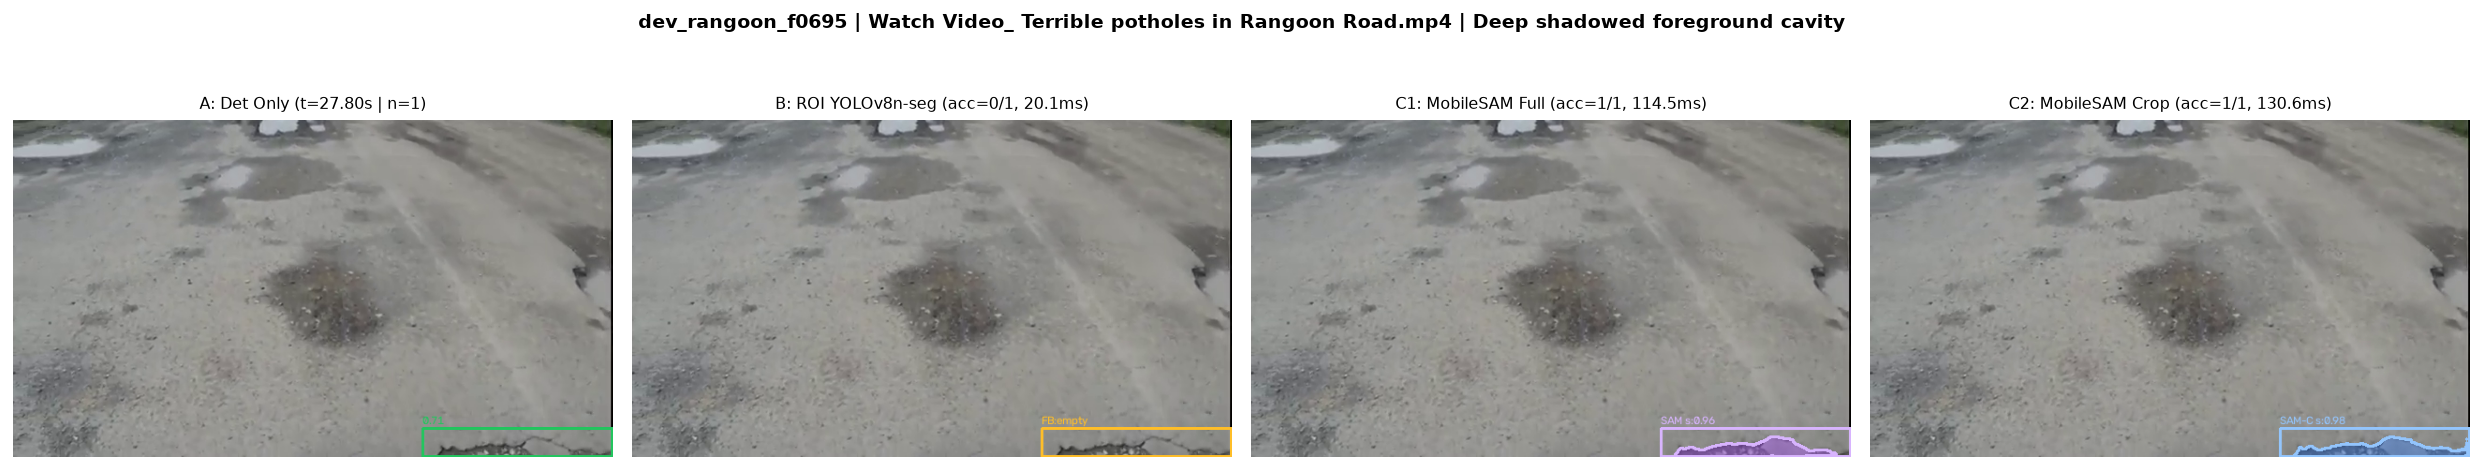 dev_rangoon_f0695 | Watch Video_ Terrible potholes in Rangoon Road.mp4 | Deep shadowed foreground cavity
A: Det Only (t=27.80s | n=1)
B: ROI YOLOv8n-seg (acc=0/1, 20.1ms)
C1: MobileSAM Full (acc=1/1, 114.5ms)
C2: MobileSAM Crop (acc=1/1, 130.6ms)
FB:empty
SAM s:0.96
SAM-C s:0.98